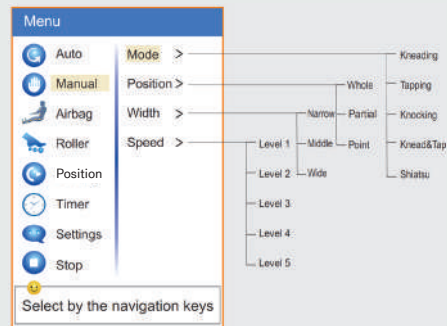 Menu
Auto
Manual
Airbag
Roller
Position
Timer
Settings
Stop
Mode >
Position >
Width >
Speed >
Kneading
Tapping
Knocking
Knead&Tap
Shiatsu
Whole
Partial
Point
Narrow
Middle
Wide
Level 1
Level 2
Level 3
Level 4
Level 5
Select by the navigation keys